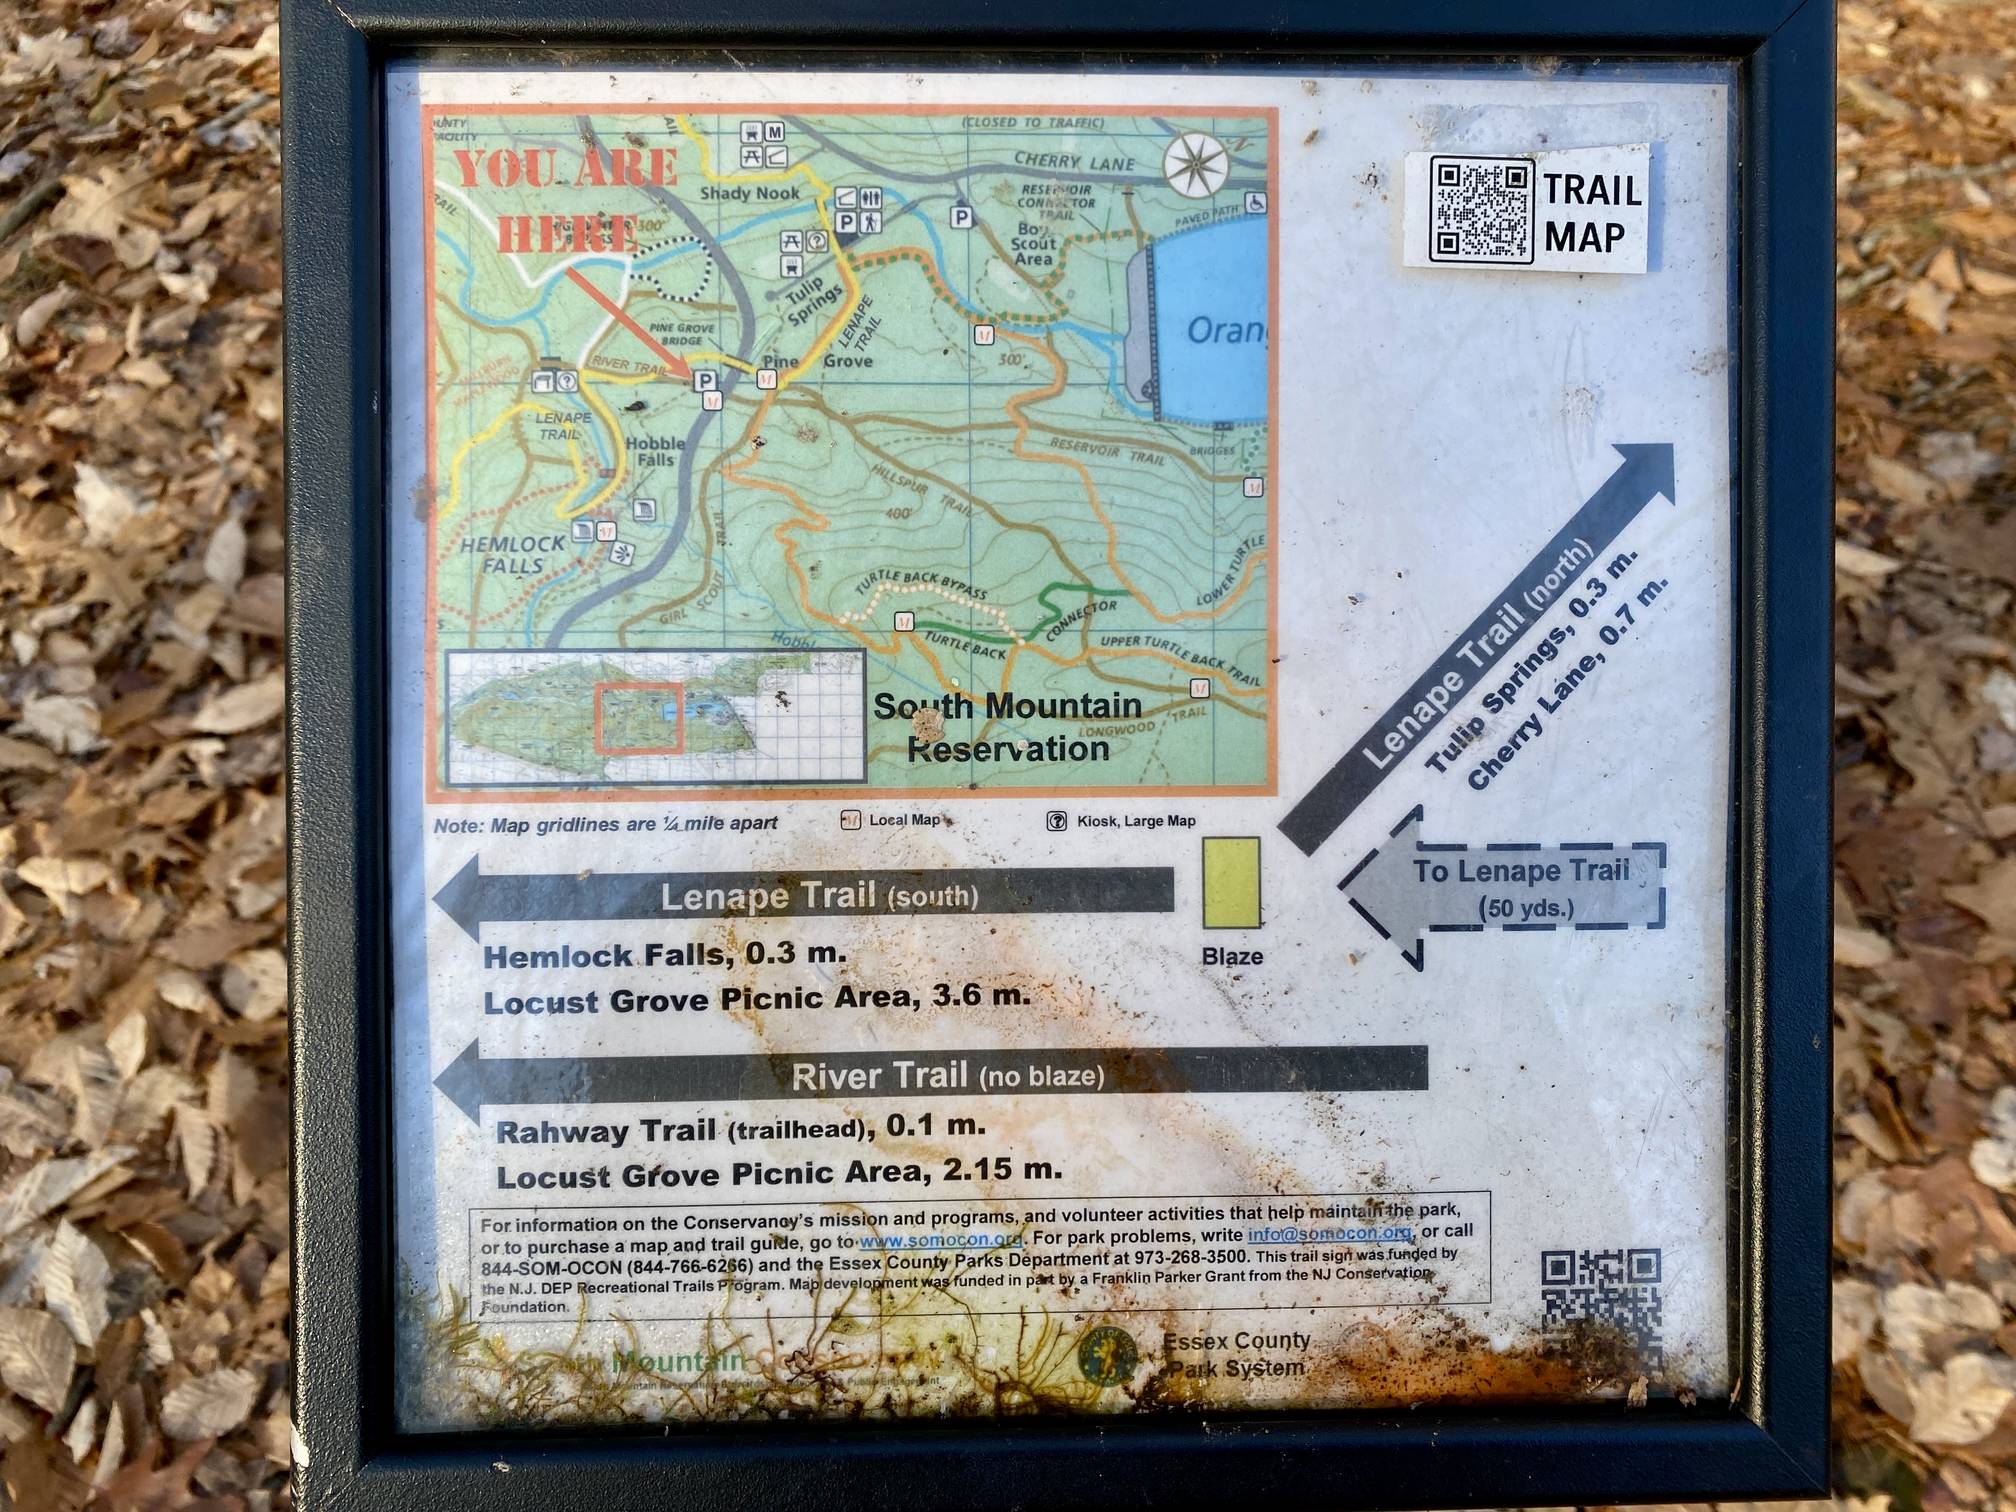 (CLOSED TO TRAFFIC)
YOU ARE
HERE
CHERRY LANE
Shady Nook
RESERVOIR
CONNECTOR
TRAIL
PAVED PATH
Boy
Scout
Area
300'
Tulip
Springs
LENAPE
TRAIL
PINE GROVE
BRIDGE
Pine Grove
RIVER TRAIL
300'
Orang
LENAPE
TRAIL
Hobble
Falls
RESERVOIR TRAIL
BRIDGES
HILLSPUR TRAIL
400'
HEMLOCK
FALLS
GIRL SCOUT TRAIL
TURTLE BACK BYPASS
LOWER TURTLE
CONNECTOR
TURTLE BACK
UPPER TURTLE BACK TRAIL
Hobbl
LONGWOOD TRAIL
South Mountain
Reservation
TRAIL
MAP
Note: Map gridlines are ¼ mile apart
M Local Map
? Kiosk, Large Map
Lenape Trail (north)
Tulip Springs, 0.3 m.
Cherry Lane, 0.7 m.
To Lenape Trail
(50 yds.)
Blaze
Lenape Trail (south)
Hemlock Falls, 0.3 m.
Locust Grove Picnic Area, 3.6 m.
River Trail (no blaze)
Rahway Trail (trailhead), 0.1 m.
Locust Grove Picnic Area, 2.15 m.
For information on the Conservancy's mission and programs, and volunteer activities that help maintain the park,
or to purchase a map and trail guide, go to www.somocon.org. For park problems, write info@somocon.org, or call
844-SOM-OCON (844-766-6266) and the Essex County Parks Department at 973-268-3500. This trail sign was funded by
the N.J. DEP Recreational Trails Program. Map development was funded in part by a Franklin Parker Grant from the NJ Conservation
Foundation.
South Mountain
Essex County
Park System